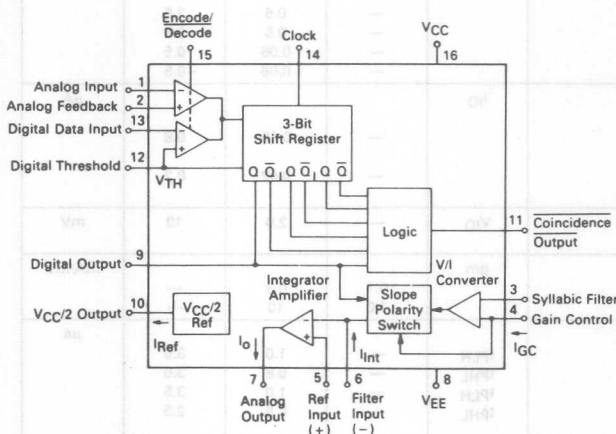 Encode/
Decode
15
Clock
14
VCC
16
Analog Input 1
Analog Feedback 2
Digital Data Input 13
Digital Threshold 12
VTH
3-Bit
Shift Register
Q Q Q Q Q Q
Logic
11 Coincidence
Output
Digital Output 9
V/I
Converter
Integrator
Amplifier
Slope
Polarity
Switch
3 Syllabic Filter
4 Gain Control
IGC
VCC/2 Output 10
VCC/2
Ref
IRef
IO
IInt
7 5 6 8
Analog
Output
Ref
Input
(+)
Filter
Input
(−)
VEE